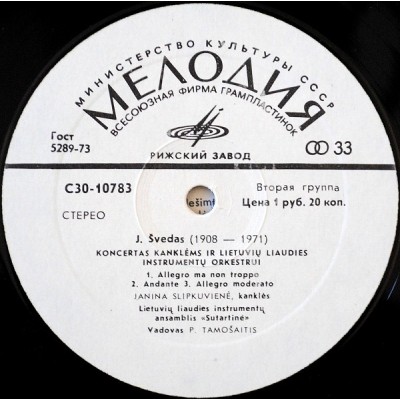 МИНИСТЕРСТВО КУЛЬТУРЫ СССР
МЕЛОДИЯ
ВСЕСОЮЗНАЯ ФИРМА ГРАМПЛАСТИНОК
Гост
5289-73
33
РИЖСКИЙ ЗАВОД
С30-10783
Вторая группа
СТЕРЕО
Цена 1 руб. 20 коп.
J. Švedas (1908 — 1971)
KONCERTAS KANKLĖMS IR LIETUVIŲ LIAUDIES
INSTRUMENTŲ ORKESTRUI
1. Allegro ma non troppo
2. Andante 3. Allegro moderato
JANINA SLIPKUVIENĖ, kanklės
Lietuvių liaudies instrumentų
ansamblis «Sutartinė»
Vadovas P. TAMOŠAITIS